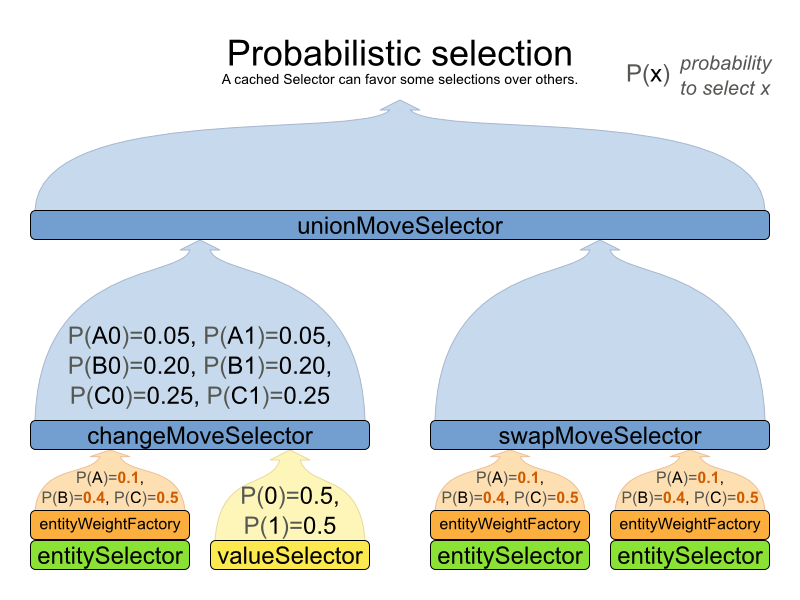 Probabilistic selection
A cached Selector can favor some selections over others.
P(x) probability
to select x
unionMoveSelector
P(A0)=0.05, P(A1)=0.05,
P(B0)=0.20, P(B1)=0.20,
P(C0)=0.25, P(C1)=0.25
changeMoveSelector
swapMoveSelector
P(A)=0.1,
P(B)=0.4, P(C)=0.5
entityWeightFactory
entitySelector
P(0)=0.5,
P(1)=0.5
valueSelector
P(A)=0.1,
P(B)=0.4, P(C)=0.5
entityWeightFactory
entitySelector
P(A)=0.1,
P(B)=0.4, P(C)=0.5
entityWeightFactory
entitySelector